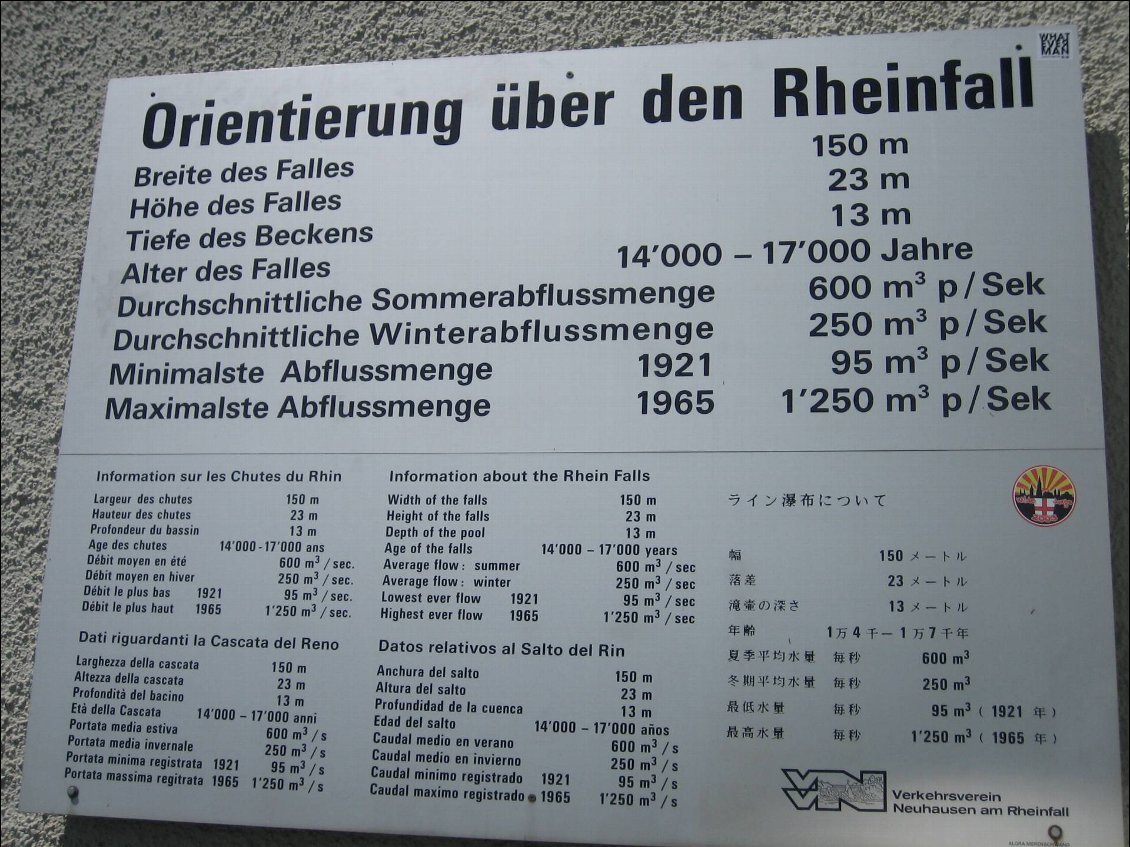 WHAT
EVER
MAN
Orientierung über den Rheinfall
Breite des Falles 150 m
Höhe des Falles 23 m
Tiefe des Beckens 13 m
Alter des Falles 14’000 – 17’000 Jahre
Durchschnittliche Sommerabflussmenge 600 m³ p/Sek
Durchschnittliche Winterabflussmenge 250 m³ p/Sek
Minimalste Abflussmenge 1921 95 m³ p/Sek
Maximalste Abflussmenge 1965 1’250 m³ p/Sek
Information sur les Chutes du Rhin
Largeur des chutes 150 m
Hauteur des chutes 23 m
Profondeur du bassin 13 m
Age des chutes 14’000-17’000 ans
Débit moyen en été 600 m³/sec.
Débit moyen en hiver 250 m³/sec.
Débit le plus bas 1921 95 m³/sec.
Débit le plus haut 1965 1’250 m³/sec.
Information about the Rhein Falls
Width of the falls 150 m
Height of the falls 23 m
Depth of the pool 13 m
Age of the falls 14’000 – 17’000 years
Average flow: summer 600 m³/sec
Average flow: winter 250 m³/sec
Lowest ever flow 1921 95 m³/sec
Highest ever flow 1965 1’250 m³/sec
Dati riguardanti la Cascata del Reno
Larghezza della cascata 150 m
Altezza della cascata 23 m
Profondità del bacino 13 m
Età della Cascata 14’000 – 17’000 anni
Portata media estiva 600 m³/s
Portata media invernale 250 m³/s
Portata minima registrata 1921 95 m³/s
Portata massima regitrata 1965 1’250 m³/s
Datos relativos al Salto del Rin
Anchura del salto 150 m
Altura del salto 23 m
Profundidad de la cuenca 13 m
Edad del salto 14’000 – 17’000 años
Caudal medio en verano 600 m³/s
Caudal medio en invierno 250 m³/s
Caudal minimo registrado 1921 95 m³/s
Caudal maximo registrado 1965 1’250 m³/s
ライン瀑布について
幅 150 メートル
落差 23 メートル
滝壷の深さ 13 メートル
年齢 1万4千ー1万7千年
夏季平均水量 毎秒 600 m³
冬期平均水量 毎秒 250 m³
最低水量 毎秒 95 m³ (1921 年)
最高水量 毎秒 1’250 m³ (1965 年)
VVN
Verkehrsverein
Neuhausen am Rheinfall